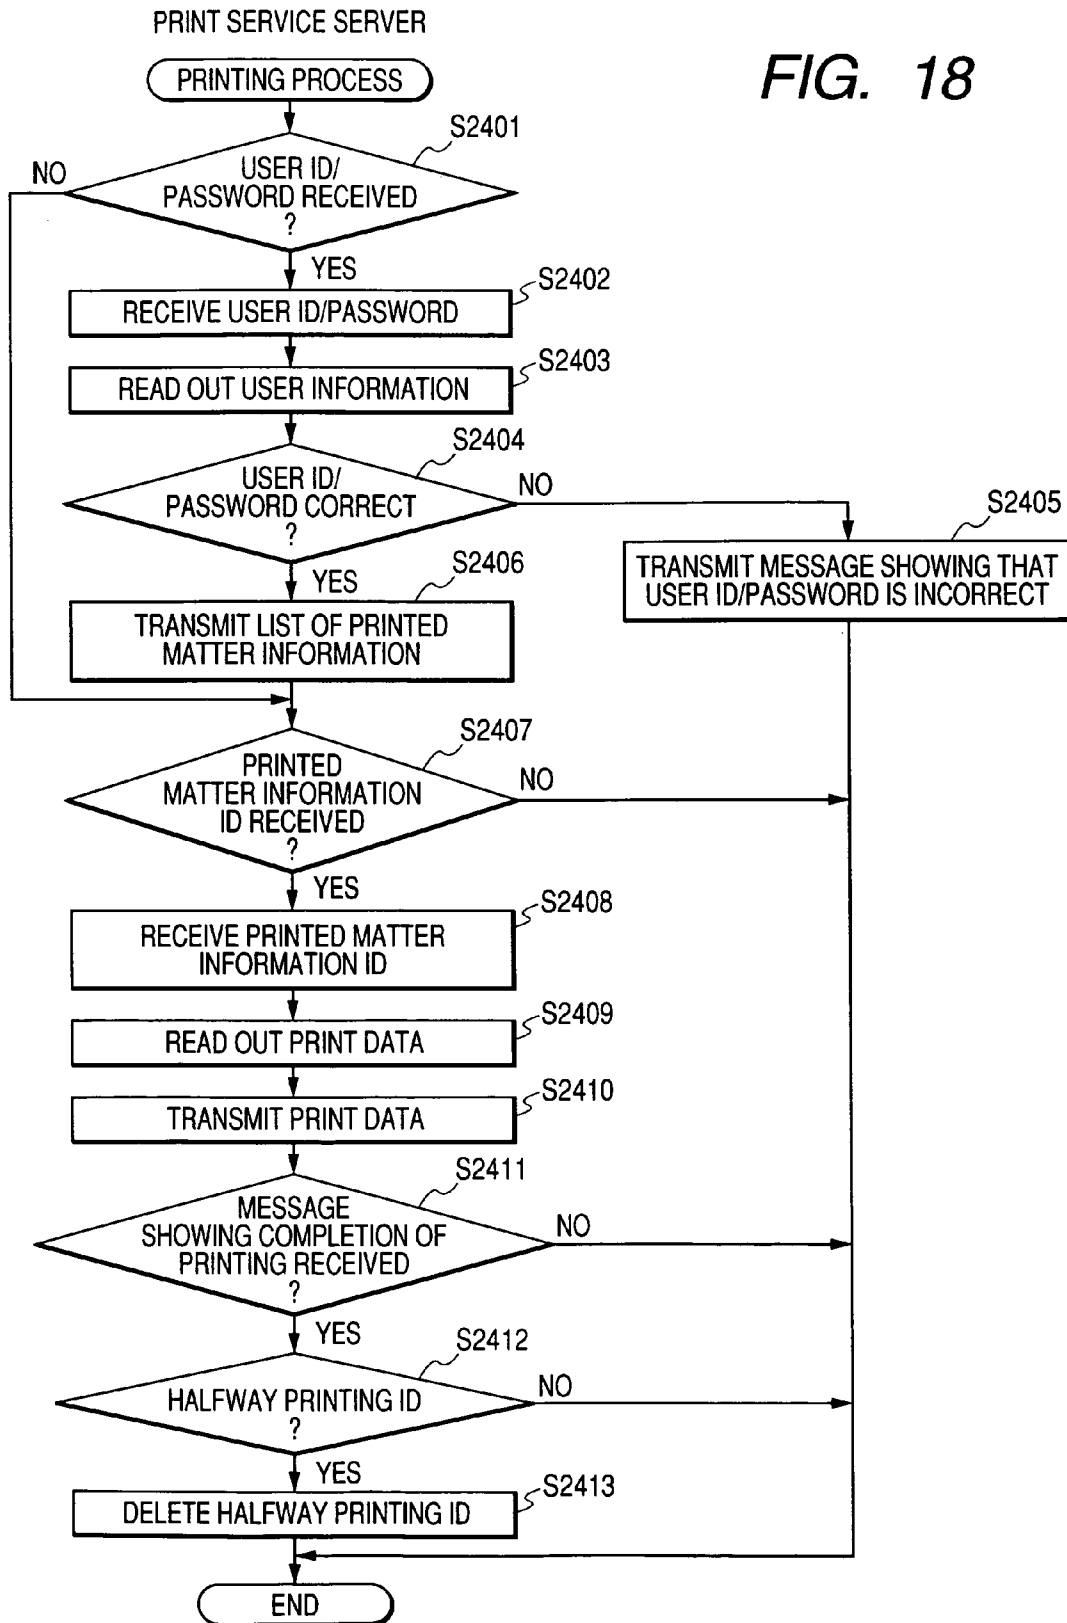 PRINT SERVICE SERVER
FIG. 18
PRINTING PROCESS
S2401
NO
USER ID/
PASSWORD RECEIVED
?
YES
S2402
RECEIVE USER ID/PASSWORD
S2403
READ OUT USER INFORMATION
S2404
USER ID/
PASSWORD CORRECT
?
NO
S2405
TRANSMIT MESSAGE SHOWING THAT
USER ID/PASSWORD IS INCORRECT
YES
S2406
TRANSMIT LIST OF PRINTED
MATTER INFORMATION
S2407
PRINTED
MATTER INFORMATION
ID RECEIVED
?
NO
YES
S2408
RECEIVE PRINTED MATTER
INFORMATION ID
S2409
READ OUT PRINT DATA
S2410
TRANSMIT PRINT DATA
S2411
MESSAGE
SHOWING COMPLETION OF
PRINTING RECEIVED
?
NO
YES
S2412
HALFWAY PRINTING ID
?
NO
YES
S2413
DELETE HALFWAY PRINTING ID
END